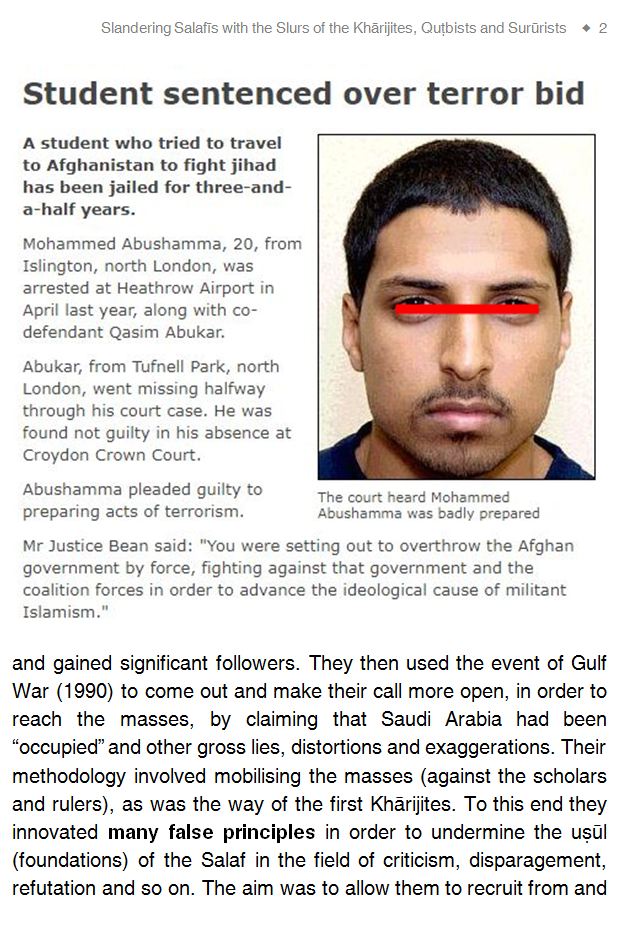 Slandering Salafīs with the Slurs of the Khārijites, Quṭbists and Surūrists ◆ 2
Student sentenced over terror bid
A student who tried to travel
to Afghanistan to fight jihad
has been jailed for three-and-
a-half years.
Mohammed Abushamma, 20, from
Islington, north London, was
arrested at Heathrow Airport in
April last year, along with co-
defendant Qasim Abukar.
Abukar, from Tufnell Park, north
London, went missing halfway
through his court case. He was
found not guilty in his absence at
Croydon Crown Court.
Abushamma pleaded guilty to
preparing acts of terrorism.
The court heard Mohammed
Abushamma was badly prepared
Mr Justice Bean said: "You were setting out to overthrow the Afghan
government by force, fighting against that government and the
coalition forces in order to advance the ideological cause of militant
Islamism."
and gained significant followers. They then used the event of Gulf
War (1990) to come out and make their call more open, in order to
reach the masses, by claiming that Saudi Arabia had been
“occupied” and other gross lies, distortions and exaggerations. Their
methodology involved mobilising the masses (against the scholars
and rulers), as was the way of the first Khārijites. To this end they
innovated many false principles in order to undermine the uṣūl
(foundations) of the Salaf in the field of criticism, disparagement,
refutation and so on. The aim was to allow them to recruit from and